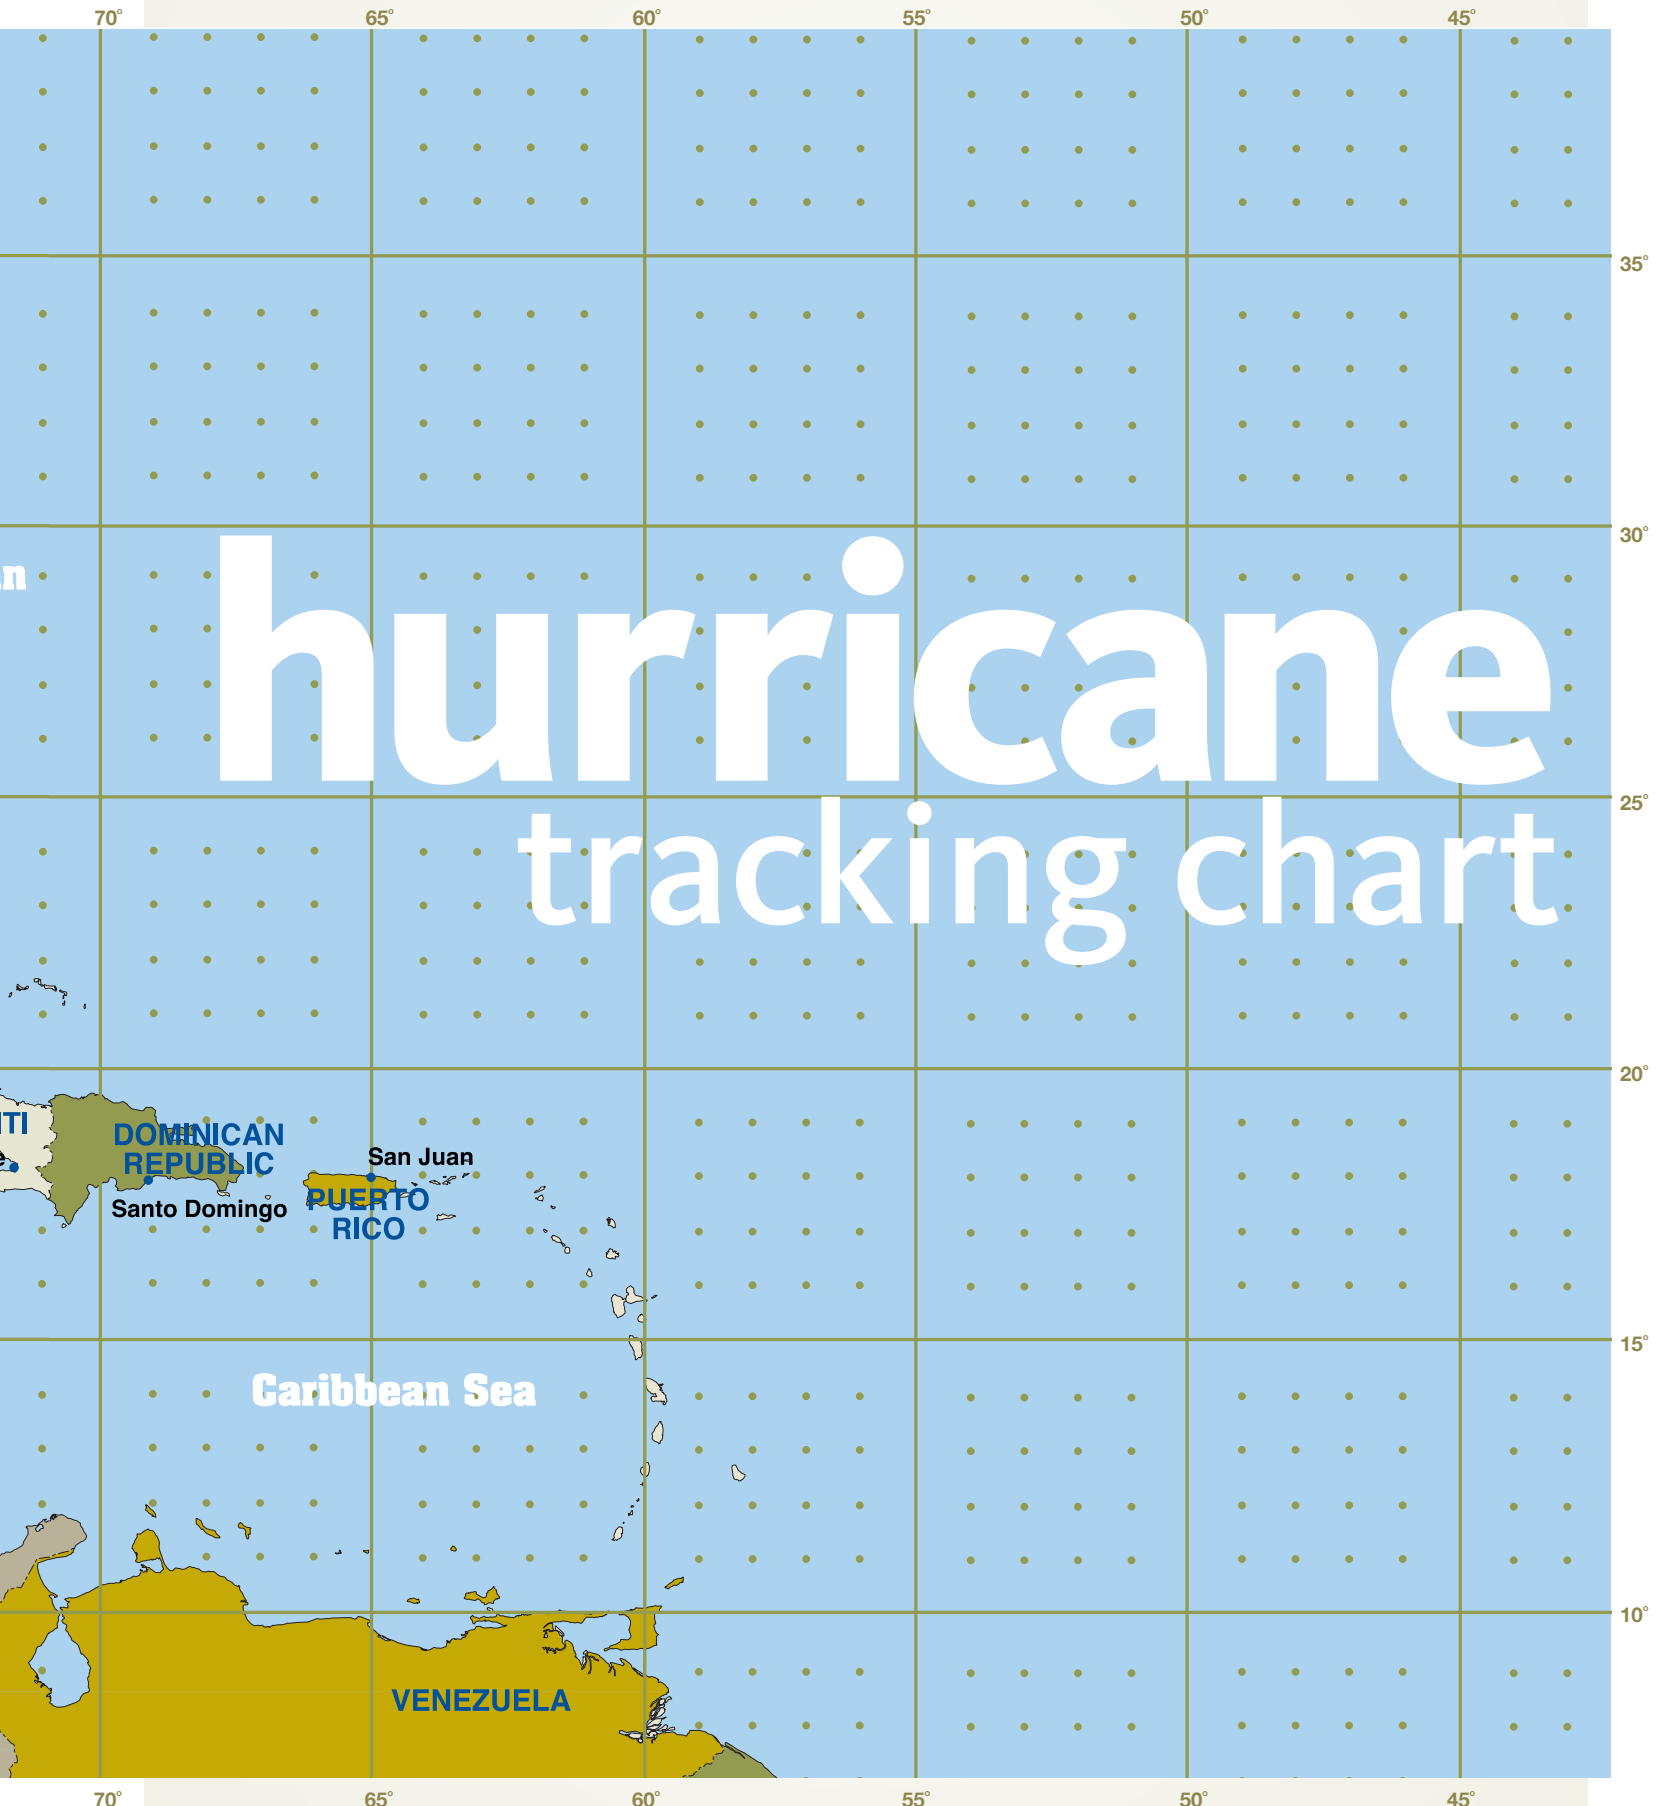 70° 65° 60° 55° 50° 45°
35°
30°
n
hurricane
25°
tracking chart
20°
ITI
DOMINICAN
REPUBLIC
San Juan
e
PUERTO
RICO
Santo Domingo
15°
Caribbean Sea
10°
VENEZUELA
70° 65° 60° 55° 50° 45°